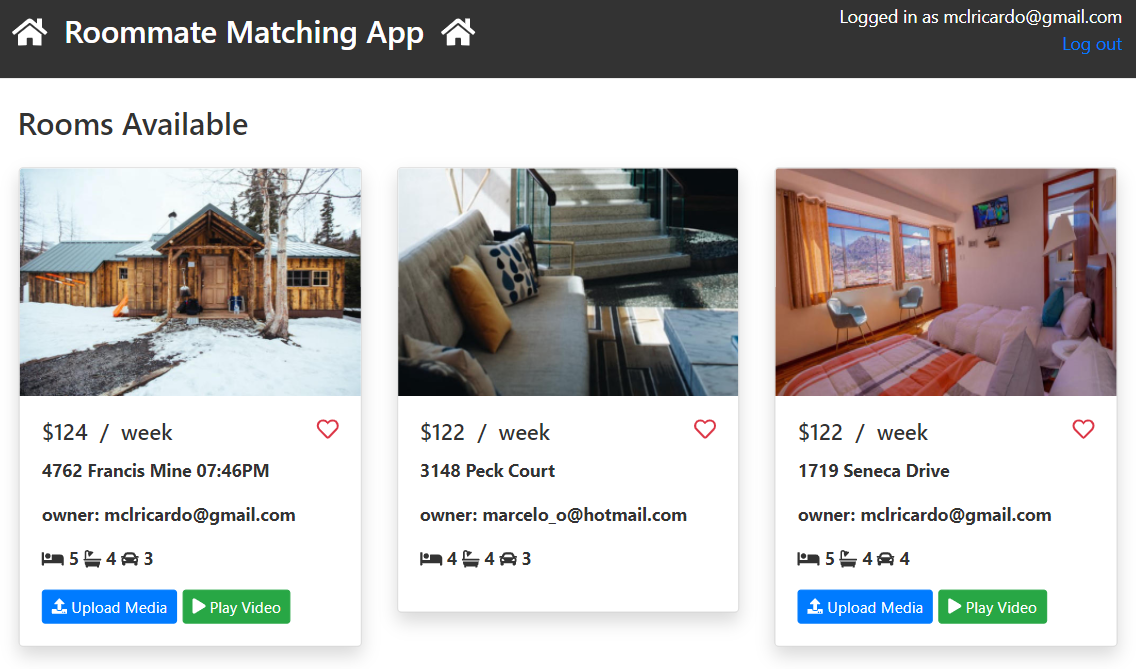 Roommate Matching App
Logged in as mclricardo@gmail.com
Log out
Rooms Available
$124 / week
4762 Francis Mine 07:46PM
owner: mclricardo@gmail.com
5 4 3
Upload Media Play Video
$122 / week
3148 Peck Court
owner: marcelo_o@hotmail.com
4 4 3
$122 / week
1719 Seneca Drive
owner: mclricardo@gmail.com
5 4 4
Upload Media Play Video